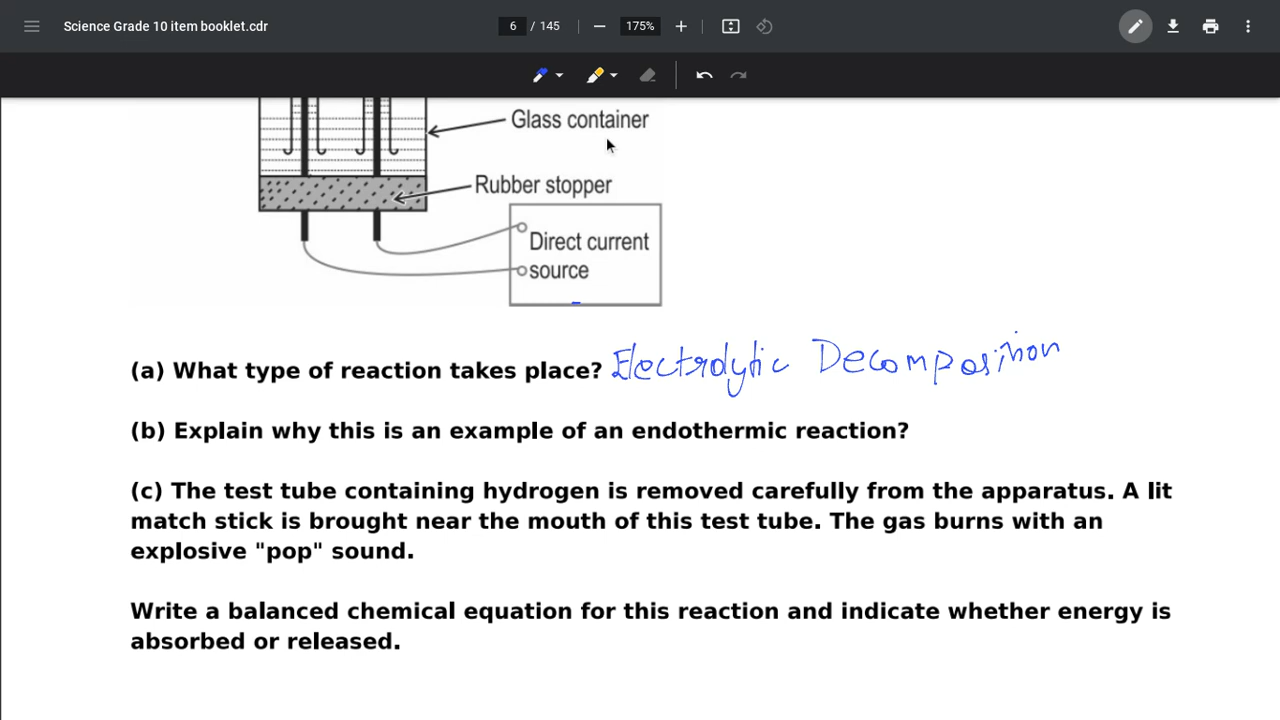 Science Grade 10 item booklet.cdr 6 / 145 175%
Glass container
Rubber stopper
Direct current
source
(a) What type of reaction takes place? Electrolytic Decomposition
(b) Explain why this is an example of an endothermic reaction?
(c) The test tube containing hydrogen is removed carefully from the apparatus. A lit
match stick is brought near the mouth of this test tube. The gas burns with an
explosive "pop" sound.
Write a balanced chemical equation for this reaction and indicate whether energy is
absorbed or released.